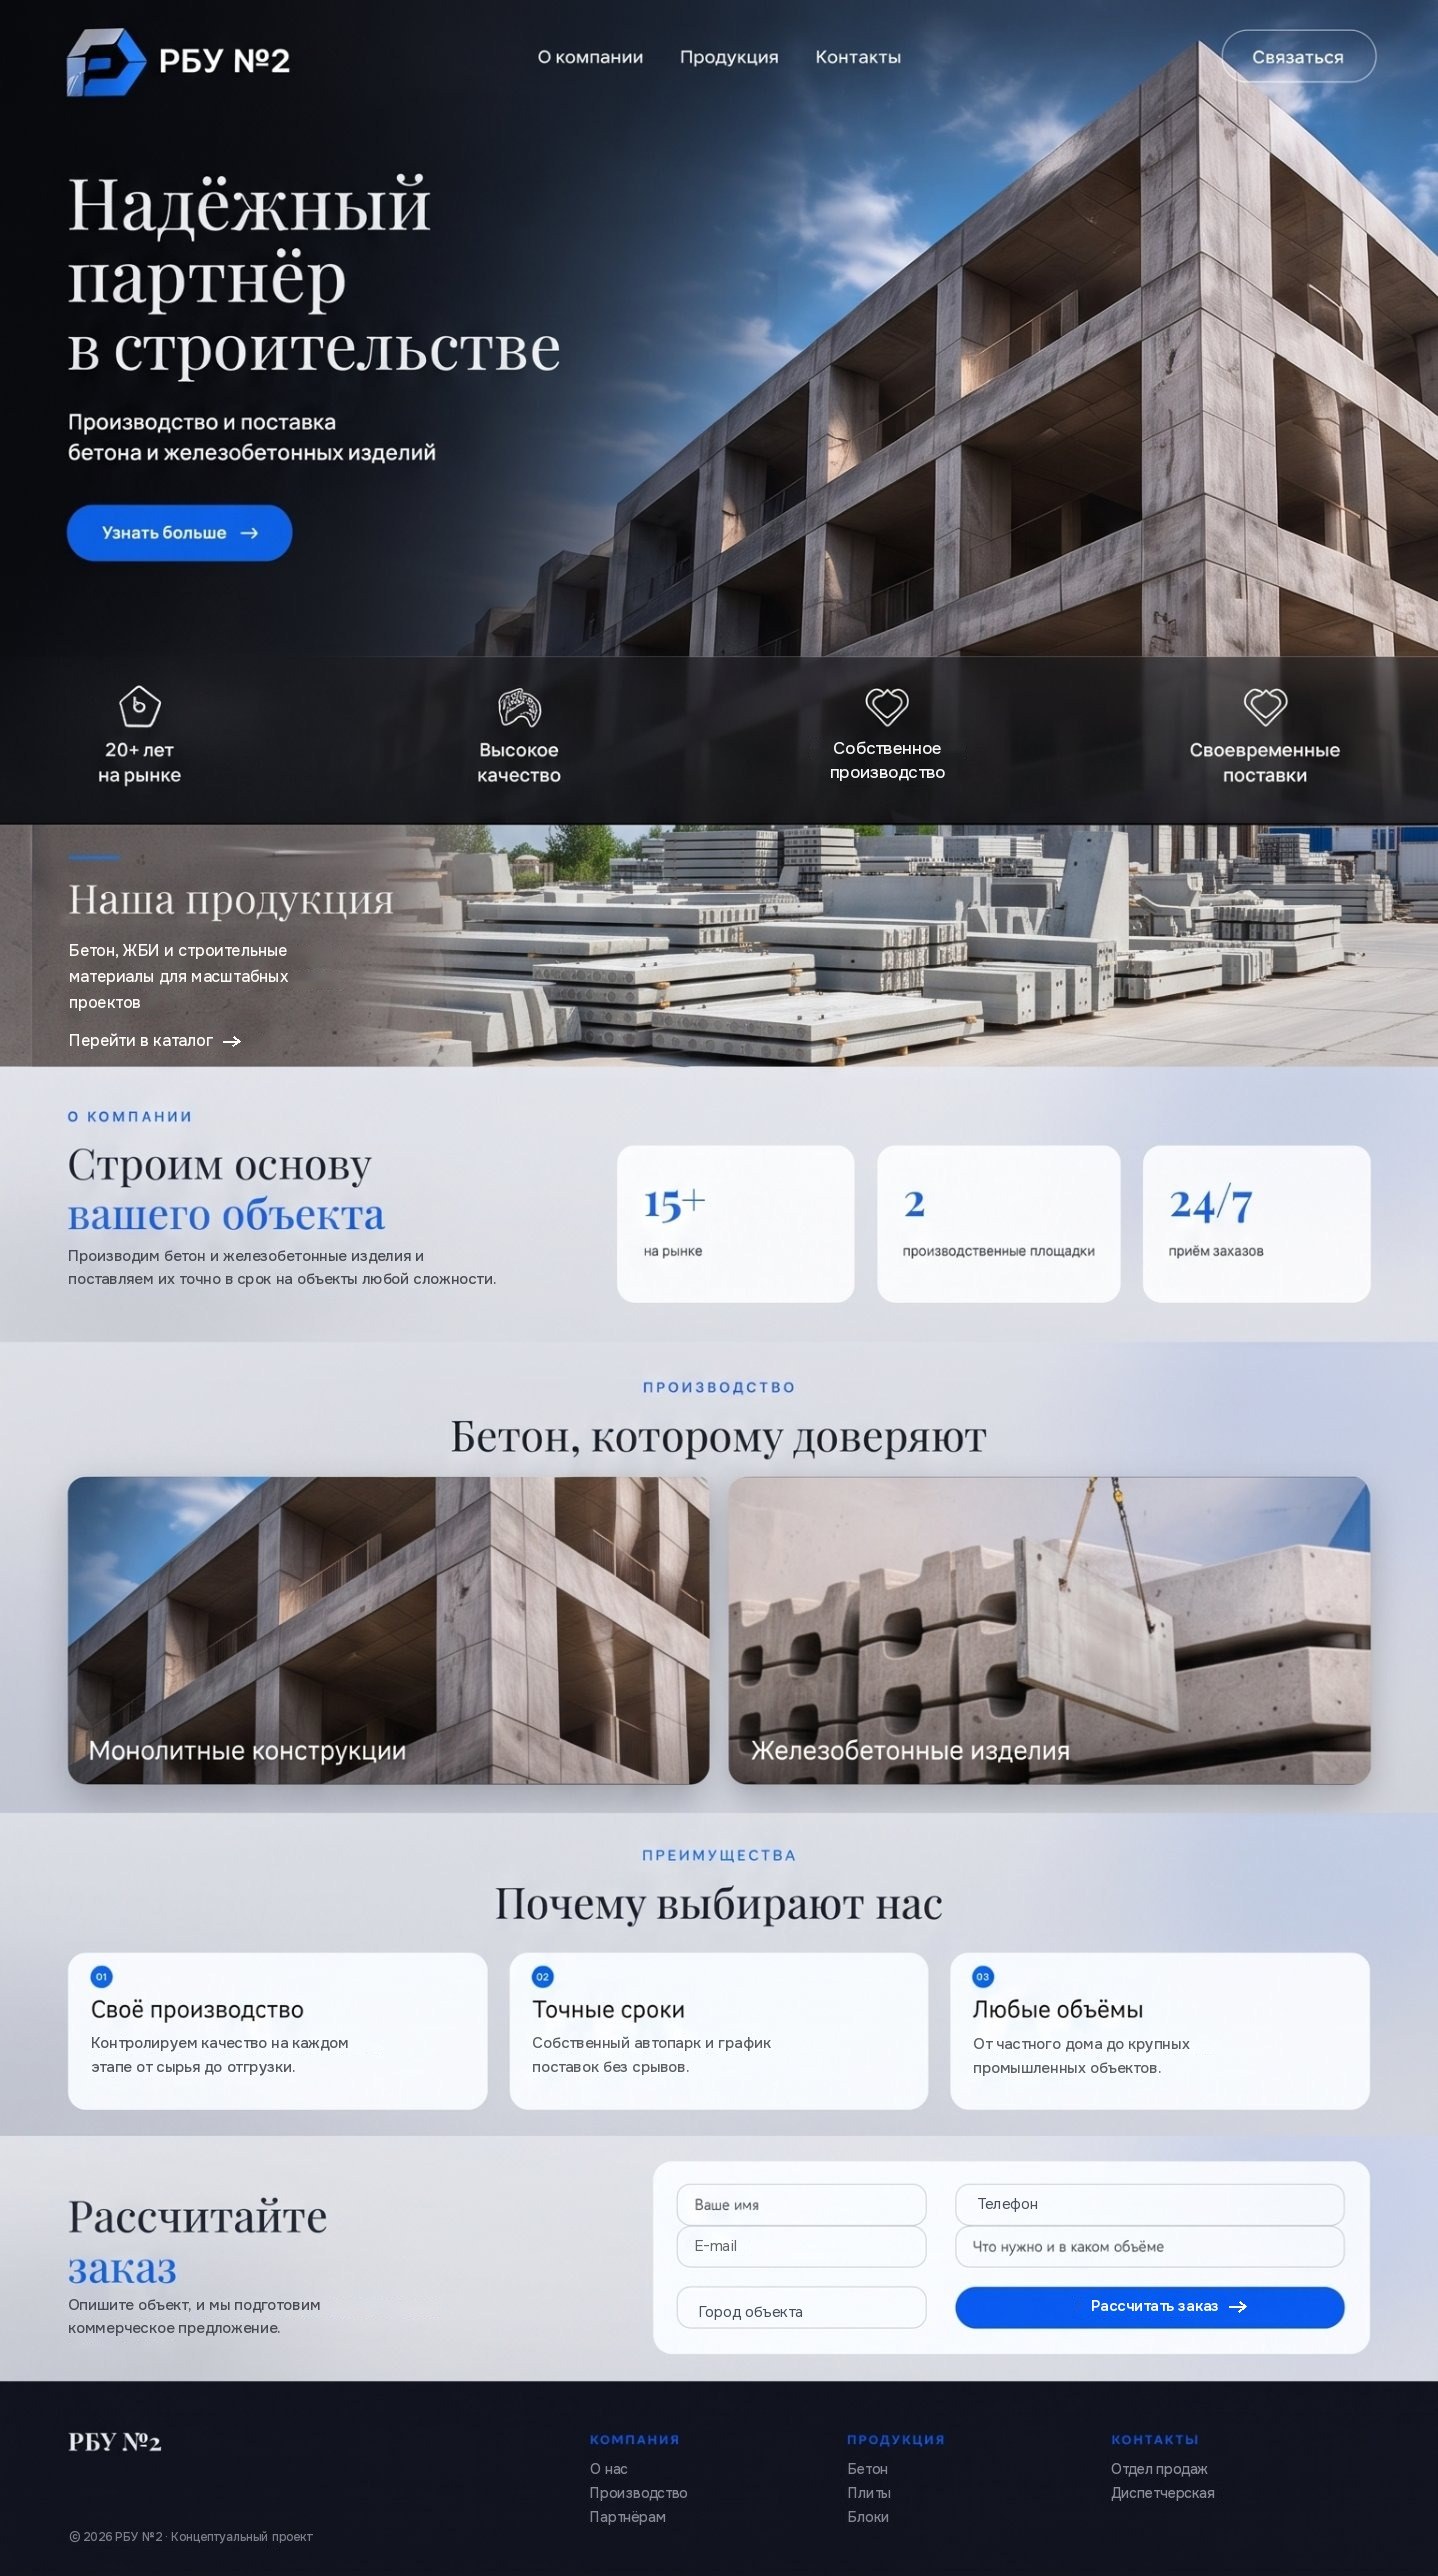 РБУ №2
О компании
Продукция
Контакты
Связаться
Надёжный
партнёр
в строительстве
Производство и поставка
бетона и железобетонных изделий
Узнать больше →
20+ лет
на рынке
Высокое
качество
Собственное
производство
Своевременные
поставки
Наша продукция
Бетон, ЖБИ и строительные
материалы для масштабных
проектов
Перейти в каталог →
О КОМПАНИИ
Строим основу
вашего объекта
Производим бетон и железобетонные изделия и
поставляем их точно в срок на объекты любой сложности.
15+
на рынке
2
производственные площадки
24/7
приём захазов
ПРОИЗВОДСТВО
Бетон, которому доверяют
Монолитные конструкции
Железобетонные изделия
ПРЕИМУЩЕСТВА
Почему выбирают нас
01
Своё производство
Контролируем качество на каждом
этапе от сырья до отгрузки.
02
Точные сроки
Собственный автопарк и график
поставок без срывов.
03
Любые объёмы
От частного дома до крупных
промышленных объектов.
Рассчитайте
заказ
Опишите объект, и мы подготовим
коммерческое предложение.
Ваше имя
Телефон
E-mail
Что нужно и в каком объёме
Город объекта
Рассчитать заказ →
РБУ №2
© 2026 РБУ №2 · Концептуальный проект
КОМПАНИЯ
О нас
Производство
Партнёрам
ПРОДУКЦИЯ
Бетон
Плиты
Блоки
КОНТАКТЫ
Отдел продаж
Диспетчерская